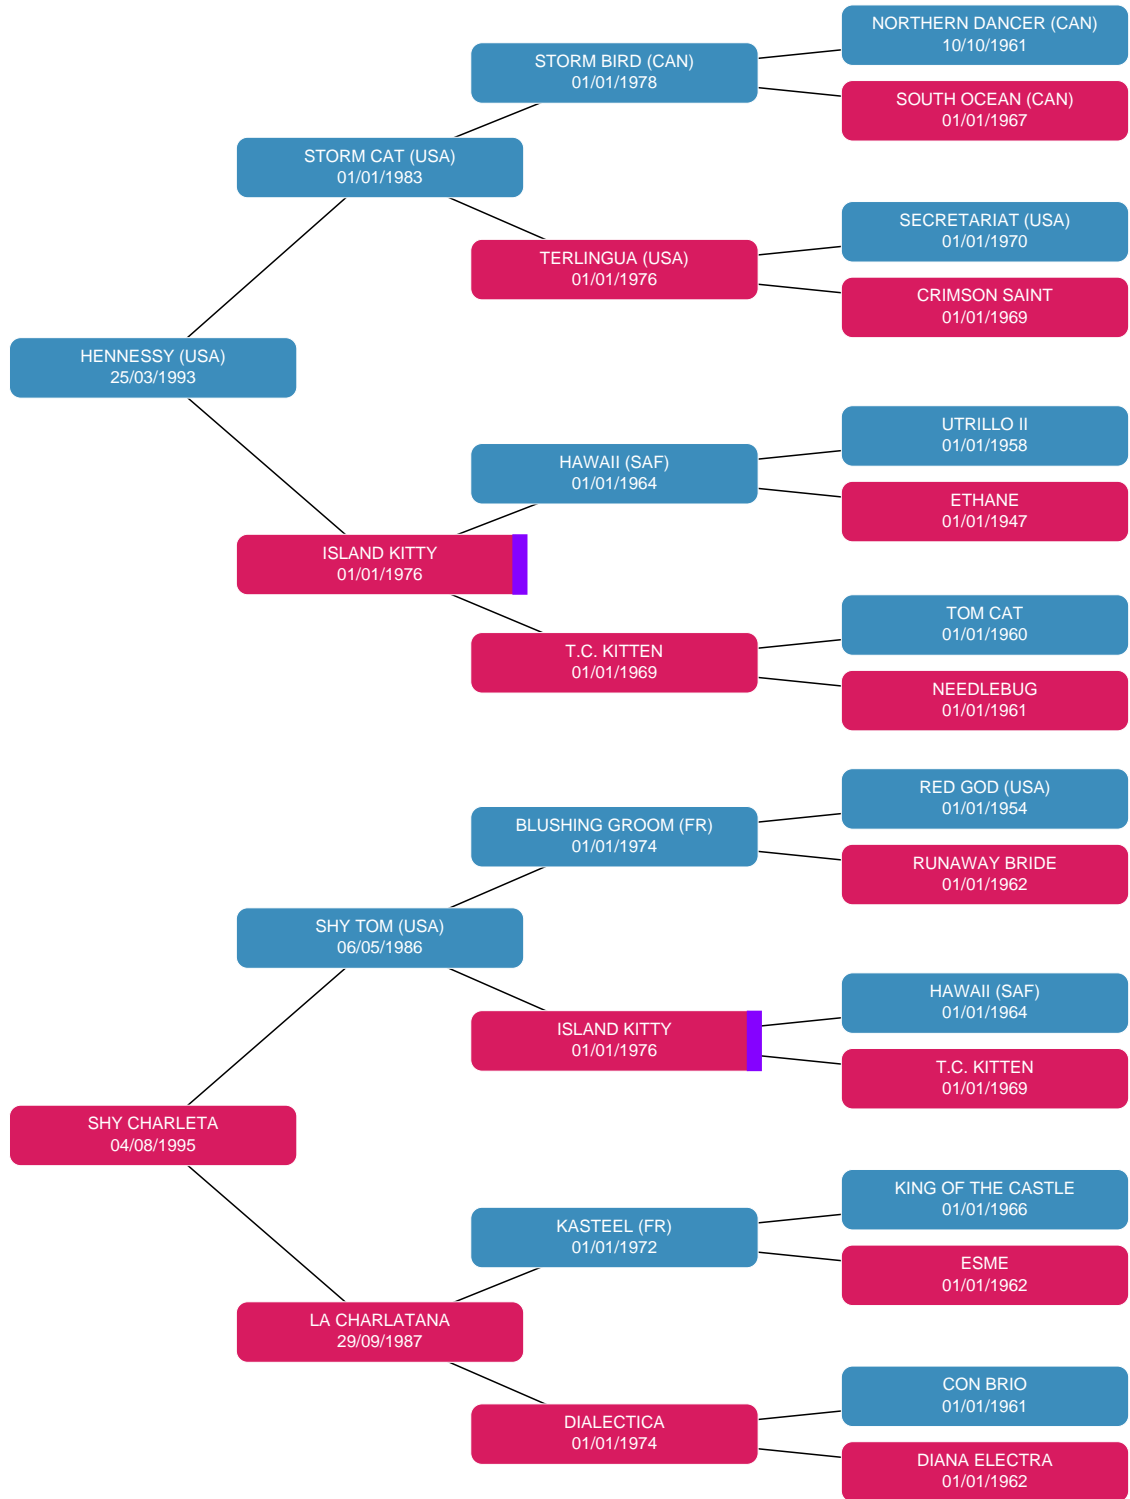 NORTHERN DANCER (CAN)
10/10/1961
STORM BIRD (CAN)
01/01/1978
SOUTH OCEAN (CAN)
01/01/1967
STORM CAT (USA)
01/01/1983
SECRETARIAT (USA)
01/01/1970
TERLINGUA (USA)
01/01/1976
CRIMSON SAINT
01/01/1969
HENNESSY (USA)
25/03/1993
UTRILLO II
01/01/1958
HAWAII (SAF)
01/01/1964
ETHANE
01/01/1947
ISLAND KITTY
01/01/1976
TOM CAT
01/01/1960
T.C. KITTEN
01/01/1969
NEEDLEBUG
01/01/1961
RED GOD (USA)
01/01/1954
BLUSHING GROOM (FR)
01/01/1974
RUNAWAY BRIDE
01/01/1962
SHY TOM (USA)
06/05/1986
HAWAII (SAF)
01/01/1964
ISLAND KITTY
01/01/1976
T.C. KITTEN
01/01/1969
SHY CHARLETA
04/08/1995
KING OF THE CASTLE
01/01/1966
KASTEEL (FR)
01/01/1972
ESME
01/01/1962
LA CHARLATANA
29/09/1987
CON BRIO
01/01/1961
DIALECTICA
01/01/1974
DIANA ELECTRA
01/01/1962